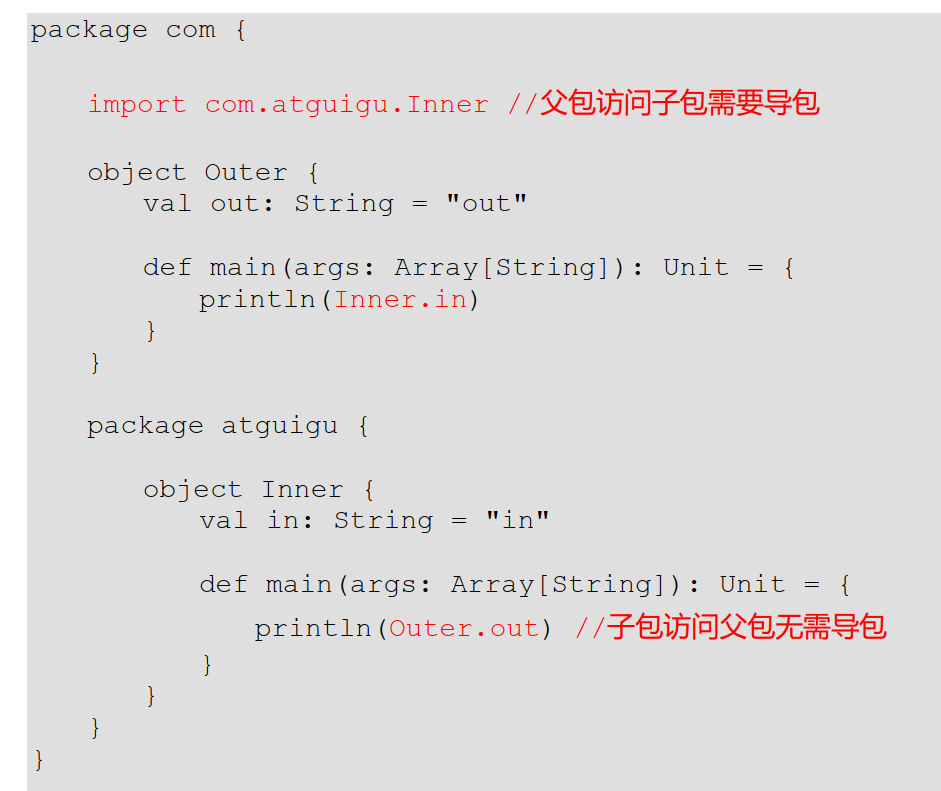 package com {
import com.atguigu.Inner //父包访问子包需要导包
object Outer {
val out: String = "out"
def main(args: Array[String]): Unit = {
println(Inner.in)
}
}
package atguigu {
object Inner {
val in: String = "in"
def main(args: Array[String]): Unit = {
println(Outer.out) //子包访问父包无需导包
}
}
}
}